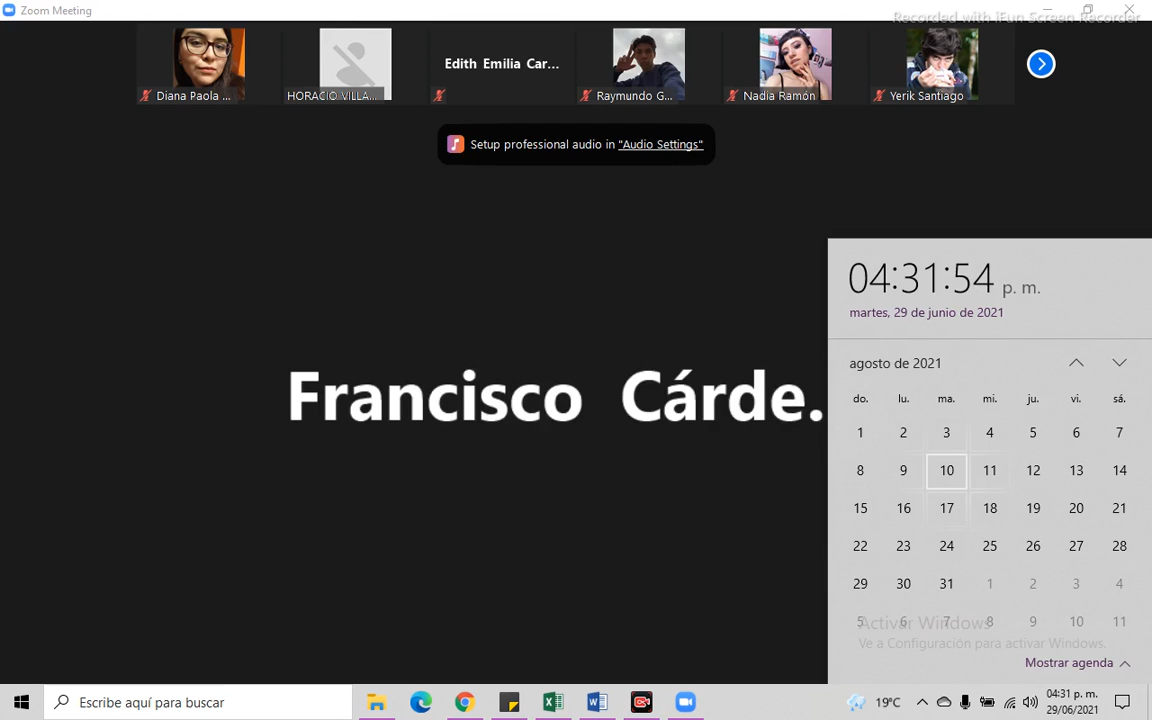 Zoom Meeting
Recorded with iFun Screen Recorder
Diana Paola ...
HORACIO VILLA...
Edith Emilia Car...
Raymundo G...
Nadia Ramón
Yerik Santiago
Setup professional audio in "Audio Settings"
Francisco Cárde.
04:31:54 p. m.
martes, 29 de junio de 2021
agosto de 2021
do. lu. ma. mi. ju. vi. sá.
1 2 3 4 5 6 7
8 9 10 11 12 13 14
15 16 17 18 19 20 21
22 23 24 25 26 27 28
29 30 31 1 2 3 4
5 6 7 8 9 10 11
Activar Windows
Ve a Configuración para activar Windows.
Mostrar agenda
Escribe aquí para buscar
19°C
04:31 p. m.
29/06/2021